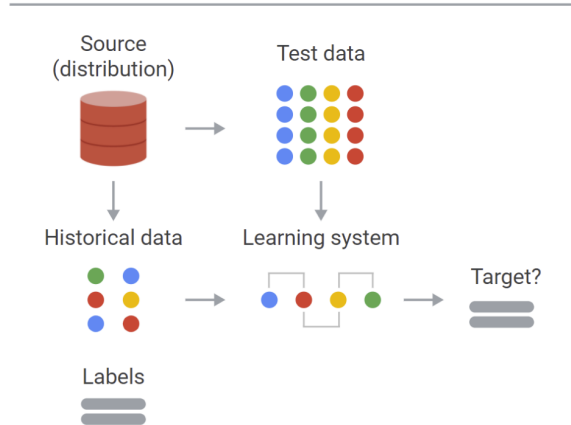 Source
(distribution)
Test data
Historical data
Learning system
Target?
Labels